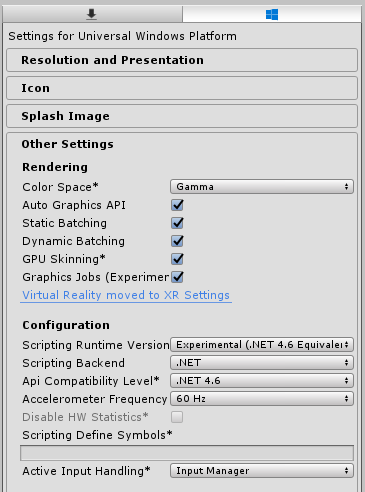 Settings for Universal Windows Platform
Resolution and Presentation
Icon
Splash Image
Other Settings
Rendering
Color Space* Gamma
Auto Graphics API
Static Batching
Dynamic Batching
GPU Skinning*
Graphics Jobs (Experimer
Virtual Reality moved to XR Settings
Configuration
Scripting Runtime Version Experimental (.NET 4.6 Equivaler
Scripting Backend .NET
Api Compatibility Level* .NET 4.6
Accelerometer Frequency 60 Hz
Disable HW Statistics*
Scripting Define Symbols*
Active Input Handling* Input Manager